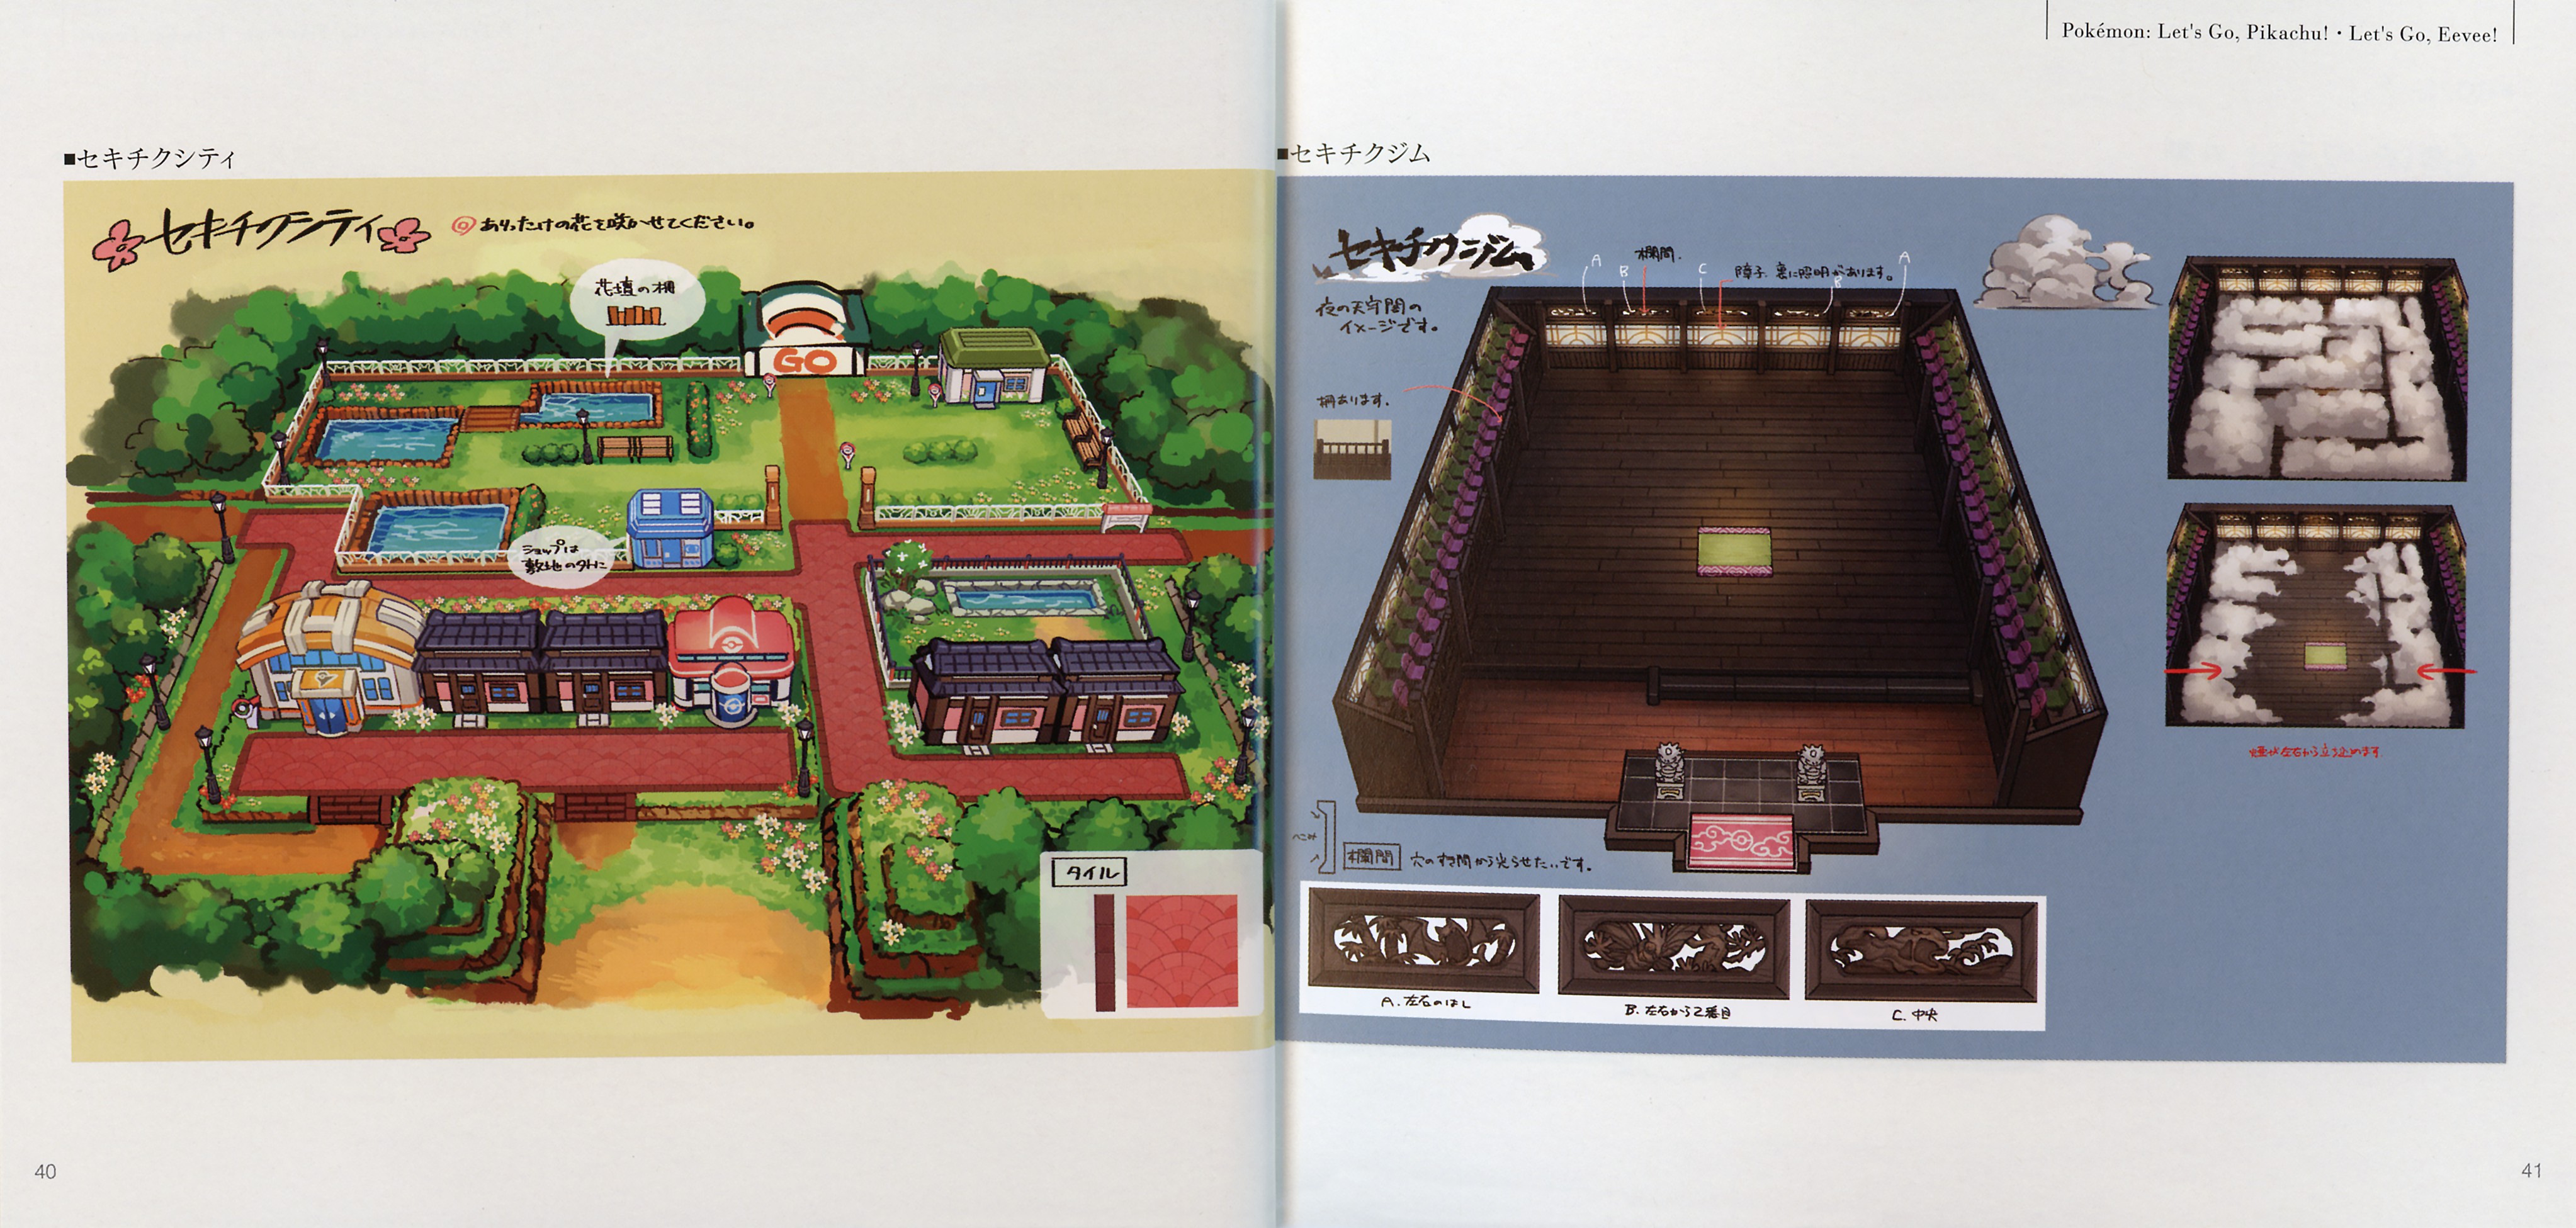 Pokémon: Let's Go, Pikachu!・Let's Go, Eevee!
■セキチクシティ
セキチクシティ
◎ありったけの花を咲かせてください。
花壇の柵
GO
ショップは
敷地の外に
タイル
40
■セキチクジム
セキチクジム
夜の天守閣の
イメージです。
欄間.
障子.裏に照明があります。
A
B
C
B
A
柵あります.
欄間
穴のすき間から光らせたいです。
A.左右のはし
B.左右から2番目
C.中央
煙が左右から立ち込めます
41